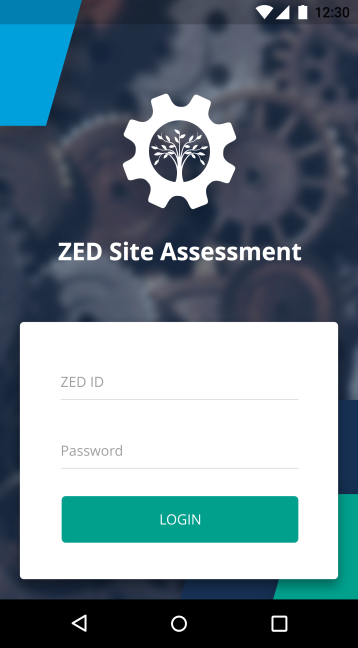 12:30
ZED Site Assessment
ZED ID
Password
LOGIN